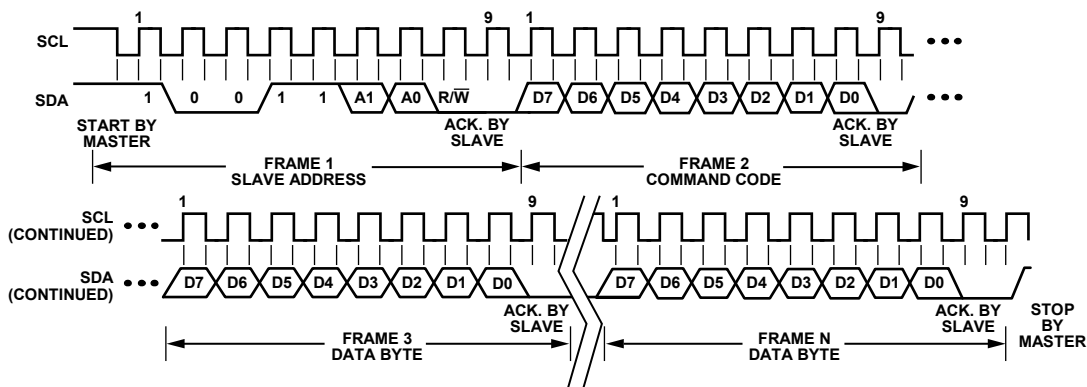 1 9 1 9
SCL
SDA 1 0 0 1 1 A1 A0 R/W̅ D7 D6 D5 D4 D3 D2 D1 D0
START BY MASTER
ACK. BY SLAVE
ACK. BY SLAVE
FRAME 1
SLAVE ADDRESS
FRAME 2
COMMAND CODE
1 9 1 9
SCL
(CONTINUED)
SDA
(CONTINUED)
D7 D6 D5 D4 D3 D2 D1 D0 D7 D6 D5 D4 D3 D2 D1 D0
ACK. BY
SLAVE
ACK. BY
SLAVE
STOP
BY
MASTER
FRAME 3
DATA BYTE
FRAME N
DATA BYTE